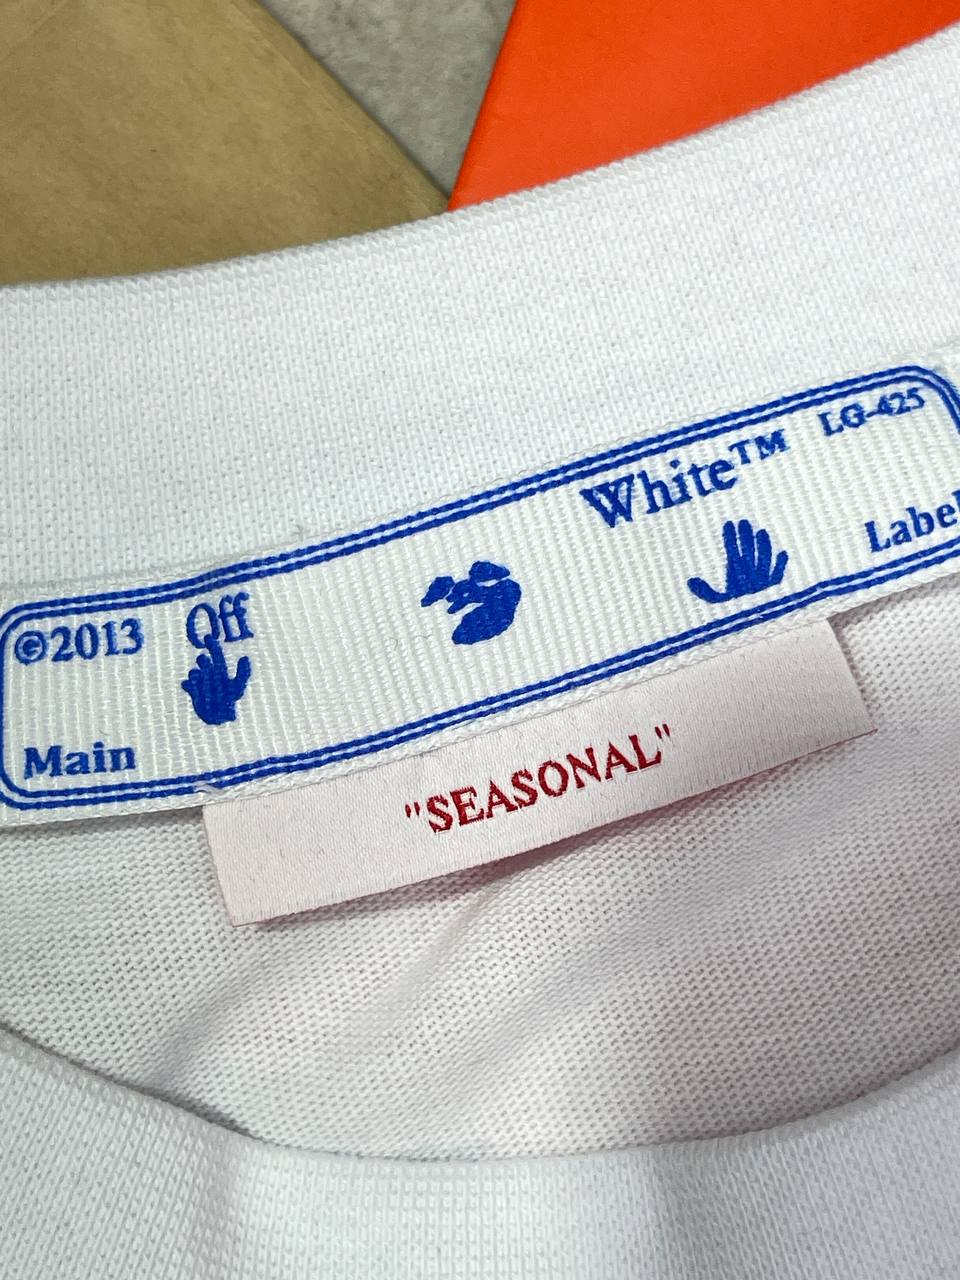 ©2013 Off White™ LG-425
Main Label
"SEASONAL"